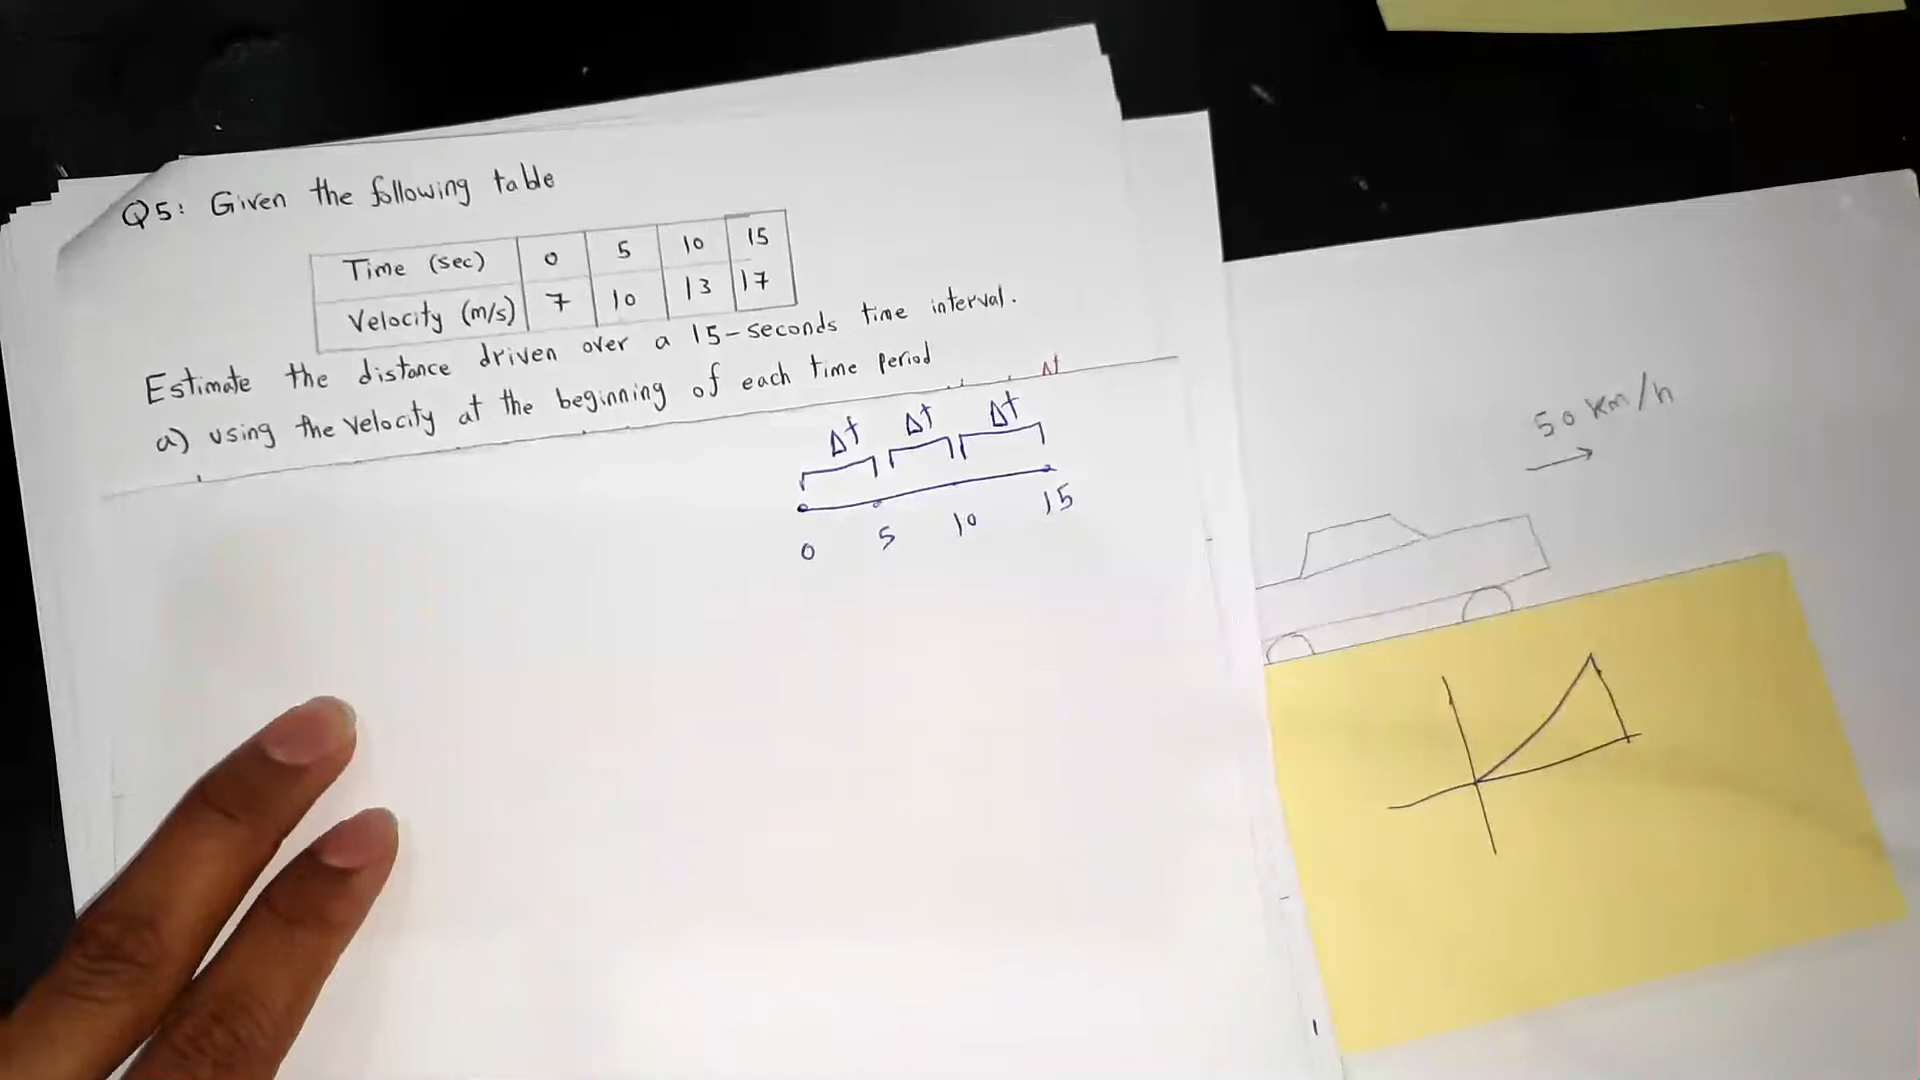 Q5: Given the following table
Time (sec) 0 5 10 15
Velocity (m/s) 7 10 13 17
Estimate the distance driven over a 15-seconds time interval.
a) using the velocity at the beginning of each time period
Δt
Δt Δt Δt
0 5 10 15
50 km/h